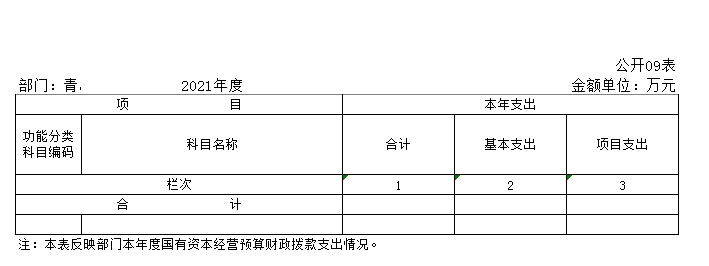 公开09表
部门：青 2021年度 金额单位：万元
项 目 本年支出
功能分类科目编码 科目名称 合计 基本支出 项目支出
栏次 1 2 3
合 计
注：本表反映部门本年度国有资本经营预算财政拨款支出情况。